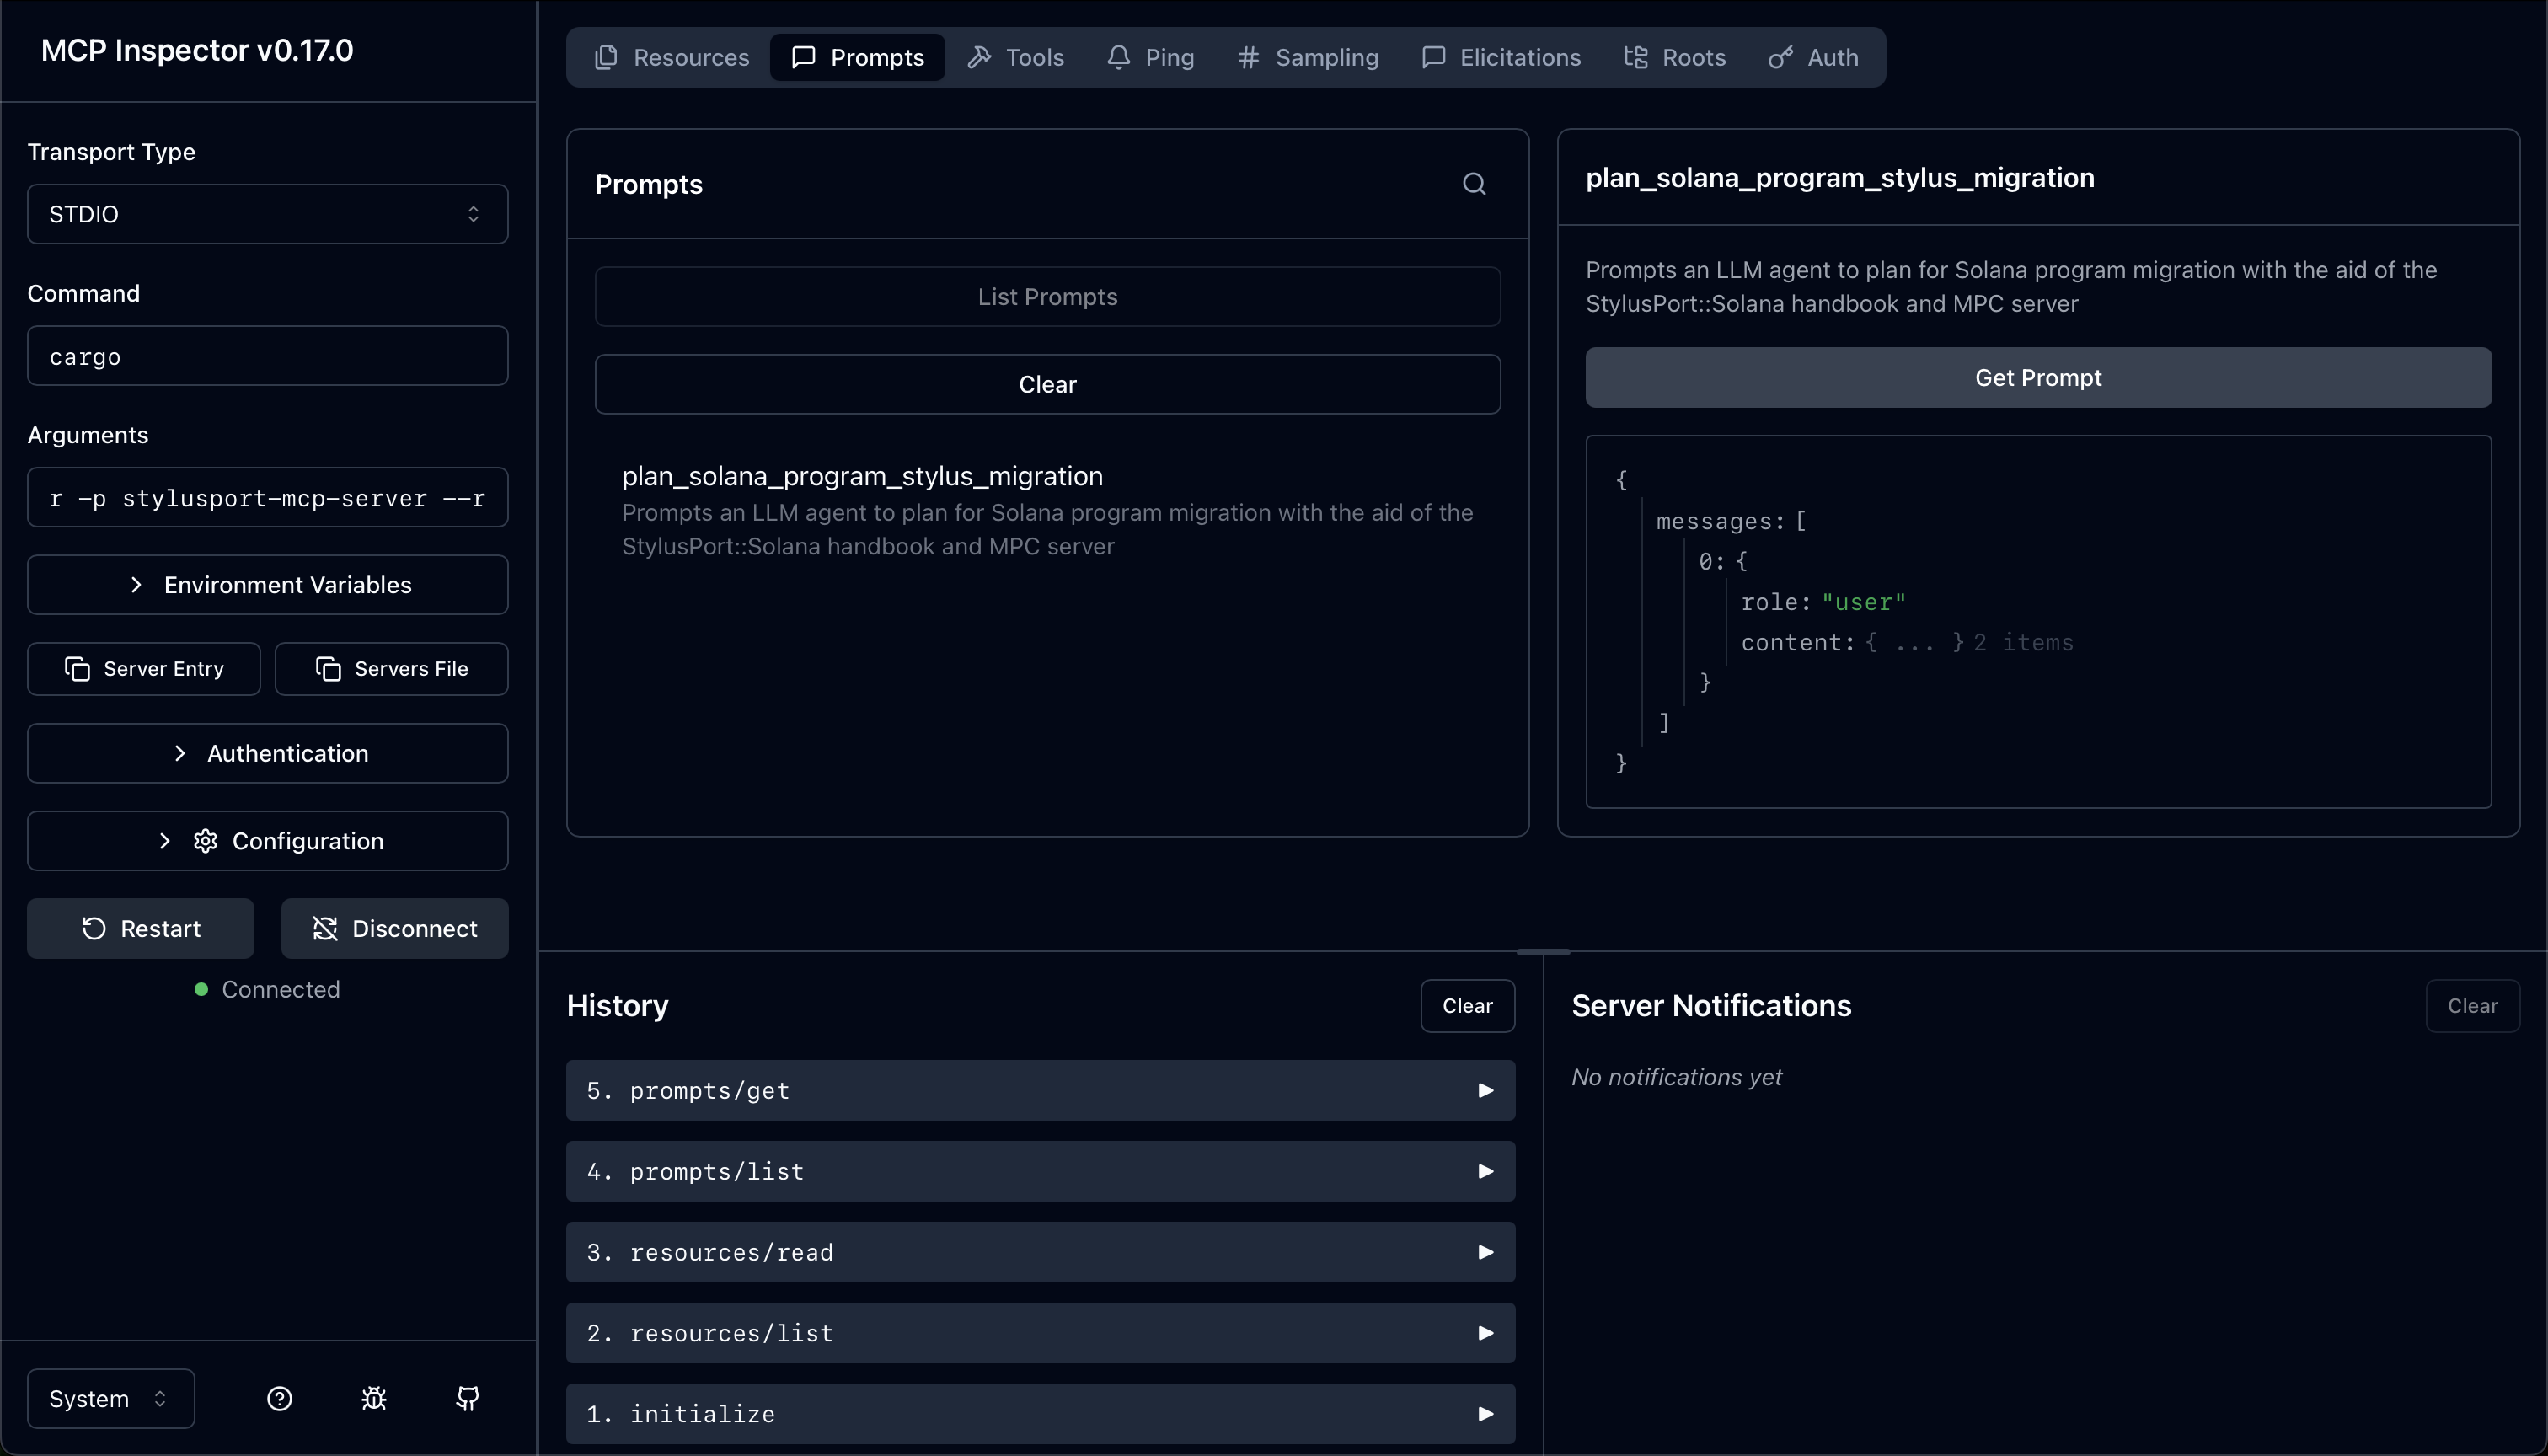 MCP Inspector v0.17.0
Transport Type
STDIO
Command
cargo
Arguments
r -p stylusport-mcp-server --r
Environment Variables
Server Entry
Servers File
Authentication
Configuration
Restart
Disconnect
Connected
System
Resources
Prompts
Tools
Ping
Sampling
Elicitations
Roots
Auth
Prompts
List Prompts
Clear
plan_solana_program_stylus_migration
Prompts an LLM agent to plan for Solana program migration with the aid of the
StylusPort::Solana handbook and MPC server
plan_solana_program_stylus_migration
Prompts an LLM agent to plan for Solana program migration with the aid of the
StylusPort::Solana handbook and MPC server
Get Prompt
{
messages: [
0: {
role: "user"
content: { ... } 2 items
}
]
}
History
Clear
5. prompts/get
4. prompts/list
3. resources/read
2. resources/list
1. initialize
Server Notifications
Clear
No notifications yet